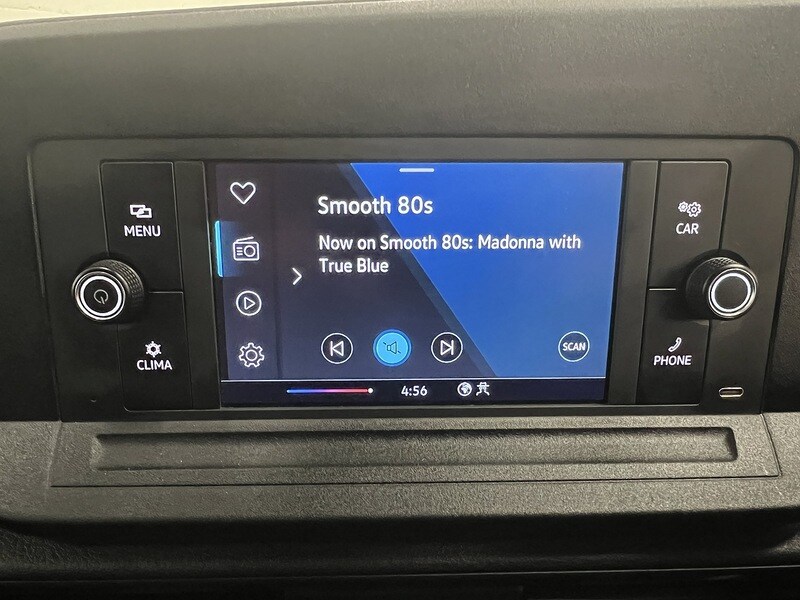 MENU
CLIMA
Smooth 80s
Now on Smooth 80s: Madonna with
True Blue
SCAN
4:56
CAR
PHONE